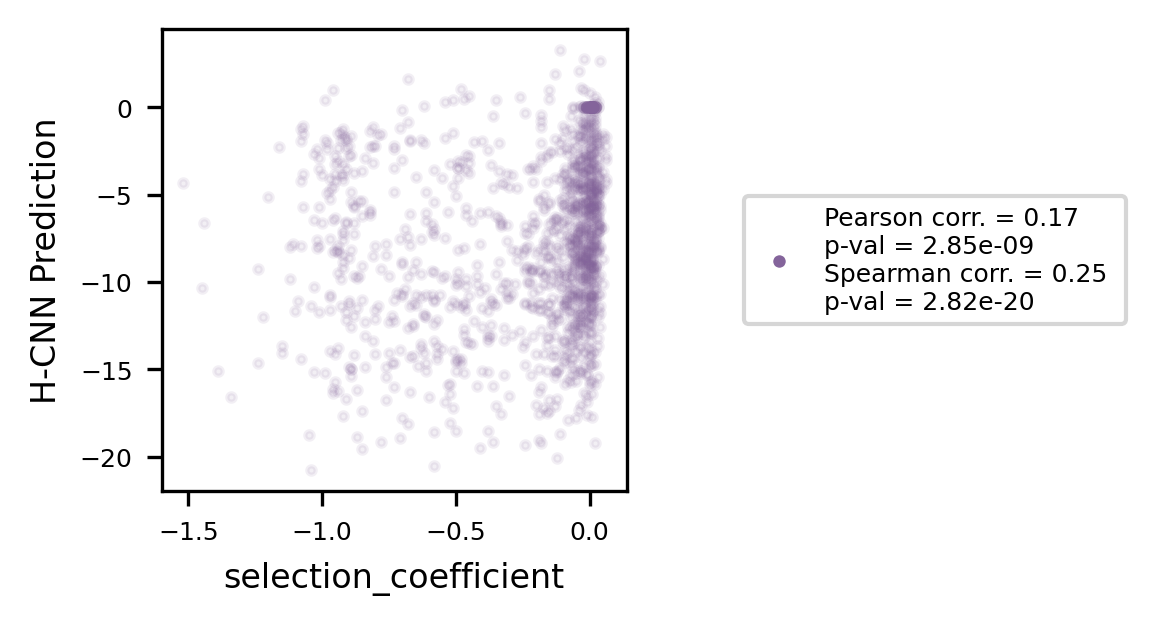 H-CNN Prediction
0
−5
−10
−15
−20
−1.5
−1.0
−0.5
0.0
selection_coefficient
Pearson corr. = 0.17
p-val = 2.85e-09
Spearman corr. = 0.25
p-val = 2.82e-20